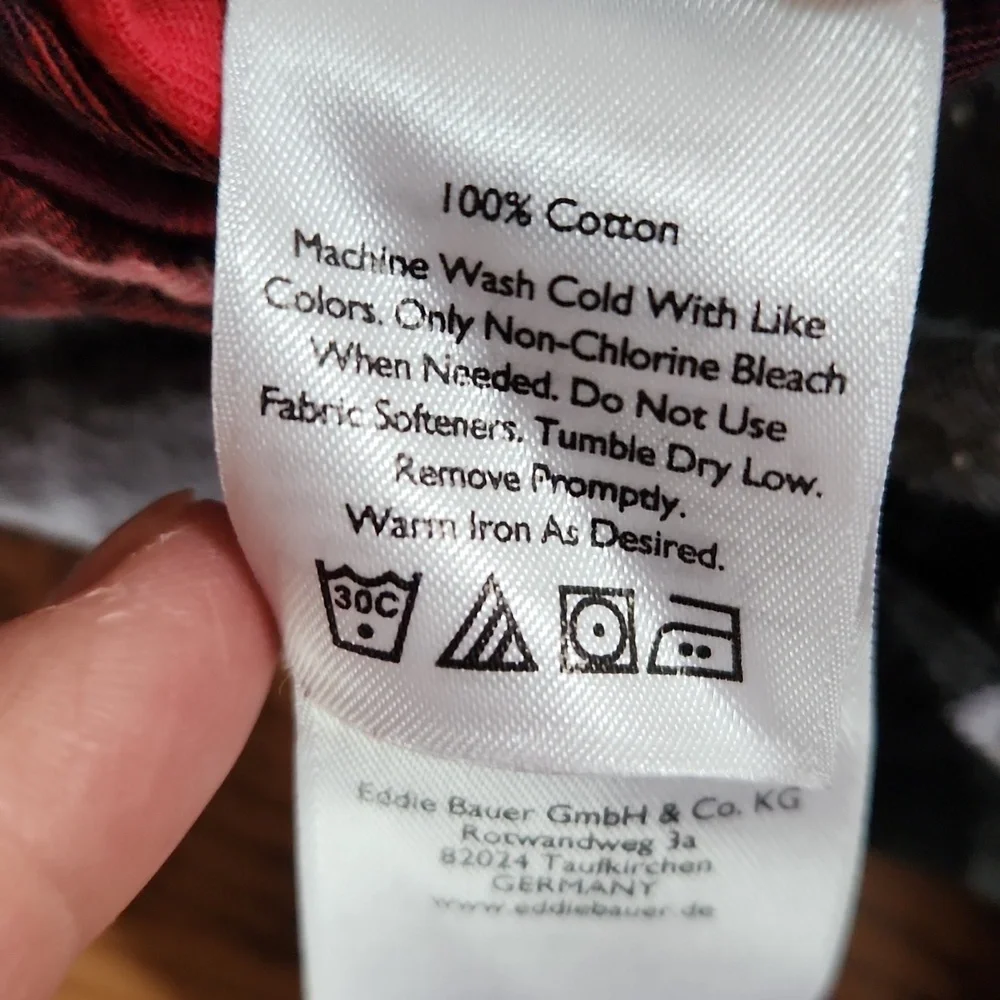 100% Cotton
Machine Wash Cold With Like
Colors. Only Non-Chlorine Bleach
When Needed. Do Not Use
Fabric Softeners. Tumble Dry Low.
Remove Promptly.
Warm Iron As Desired.
30C
Eddie Bauer GmbH & Co. KG
Rotwandweg 3a
82024 Taufkirchen
GERMANY
www.eddiebauer.de